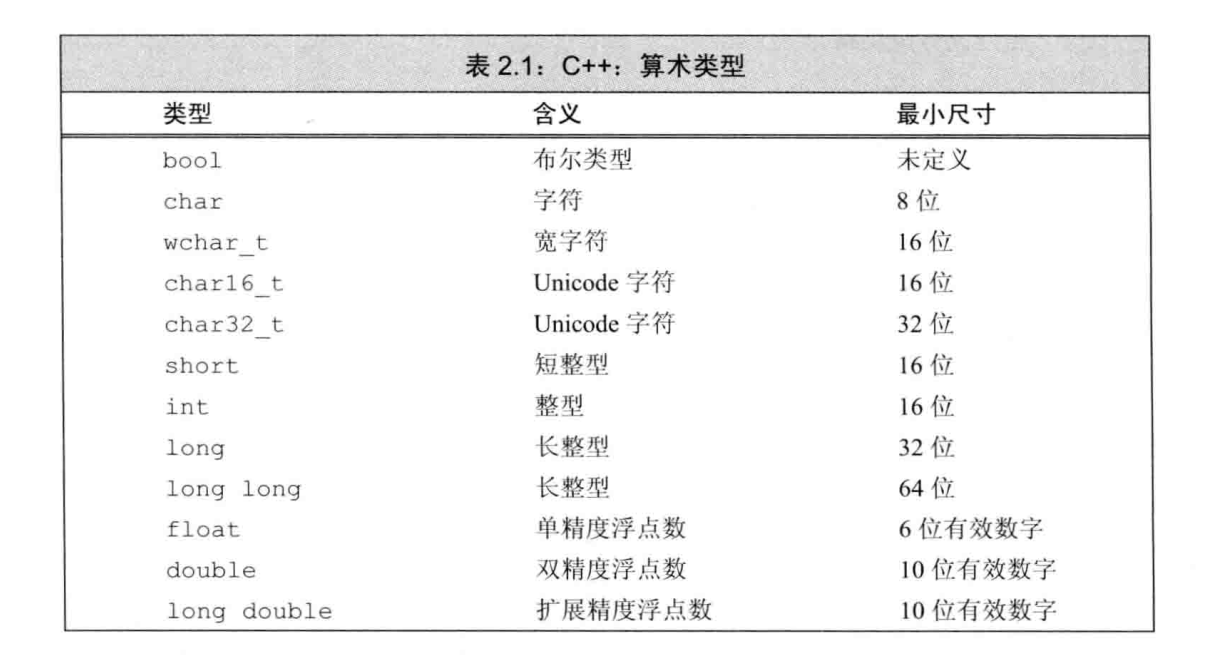 表 2.1：C++：算术类型
类型 含义 最小尺寸
bool 布尔类型 未定义
char 字符 8 位
wchar_t 宽字符 16 位
char16_t Unicode 字符 16 位
char32_t Unicode 字符 32 位
short 短整型 16 位
int 整型 16 位
long 长整型 32 位
long long 长整型 64 位
float 单精度浮点数 6 位有效数字
double 双精度浮点数 10 位有效数字
long double 扩展精度浮点数 10 位有效数字